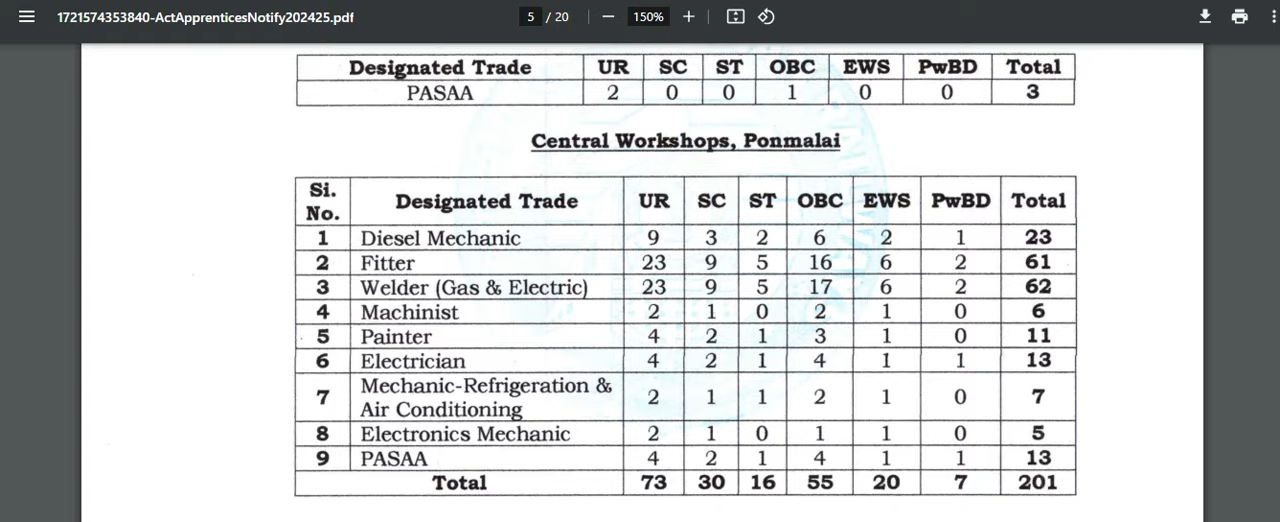 1721574353840-ActApprenticesNotify202425.pdf 5 / 20 150%
Designated Trade UR SC ST OBC EWS PwBD Total
PASAA 2 0 0 1 0 0 3
Central Workshops, Ponmalai
Si. No. Designated Trade UR SC ST OBC EWS PwBD Total
1 Diesel Mechanic 9 3 2 6 2 1 23
2 Fitter 23 9 5 16 6 2 61
3 Welder (Gas & Electric) 23 9 5 17 6 2 62
4 Machinist 2 1 0 2 1 0 6
5 Painter 4 2 1 3 1 0 11
6 Electrician 4 2 1 4 1 1 13
7 Mechanic-Refrigeration & Air Conditioning 2 1 1 2 1 0 7
8 Electronics Mechanic 2 1 0 1 1 0 5
9 PASAA 4 2 1 4 1 1 13
Total 73 30 16 55 20 7 201